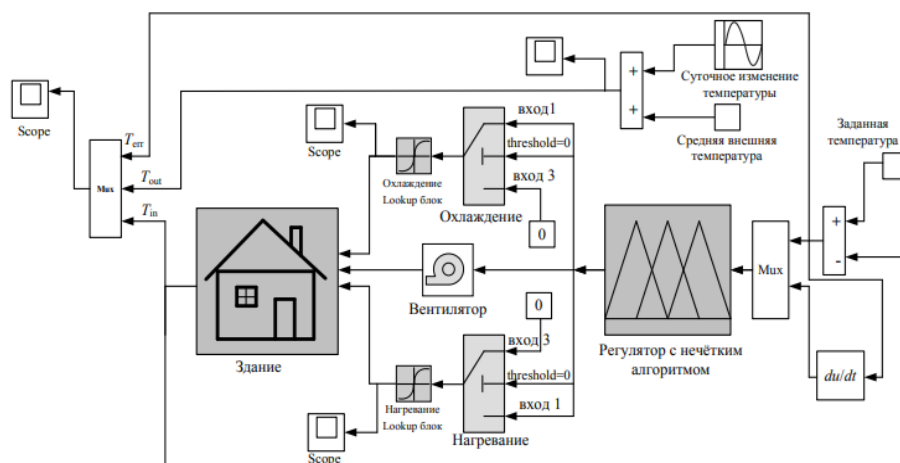 Суточное изменение
температуры
Scope
+
+
вход1
Заданная
температура
Средняя внешняя
температура
T_err
Scope
threshold=0
Mux
T_out
Охлаждение
Lookup блок
вход 3
T_in
Охлаждение
0
+
-
Mux
Вентилятор
0
Здание
вход 3
Регулятор с нечётким
алгоритмом
threshold=0
du/dt
Нагревание
Lookup блок
вход 1
Нагревание
Scope